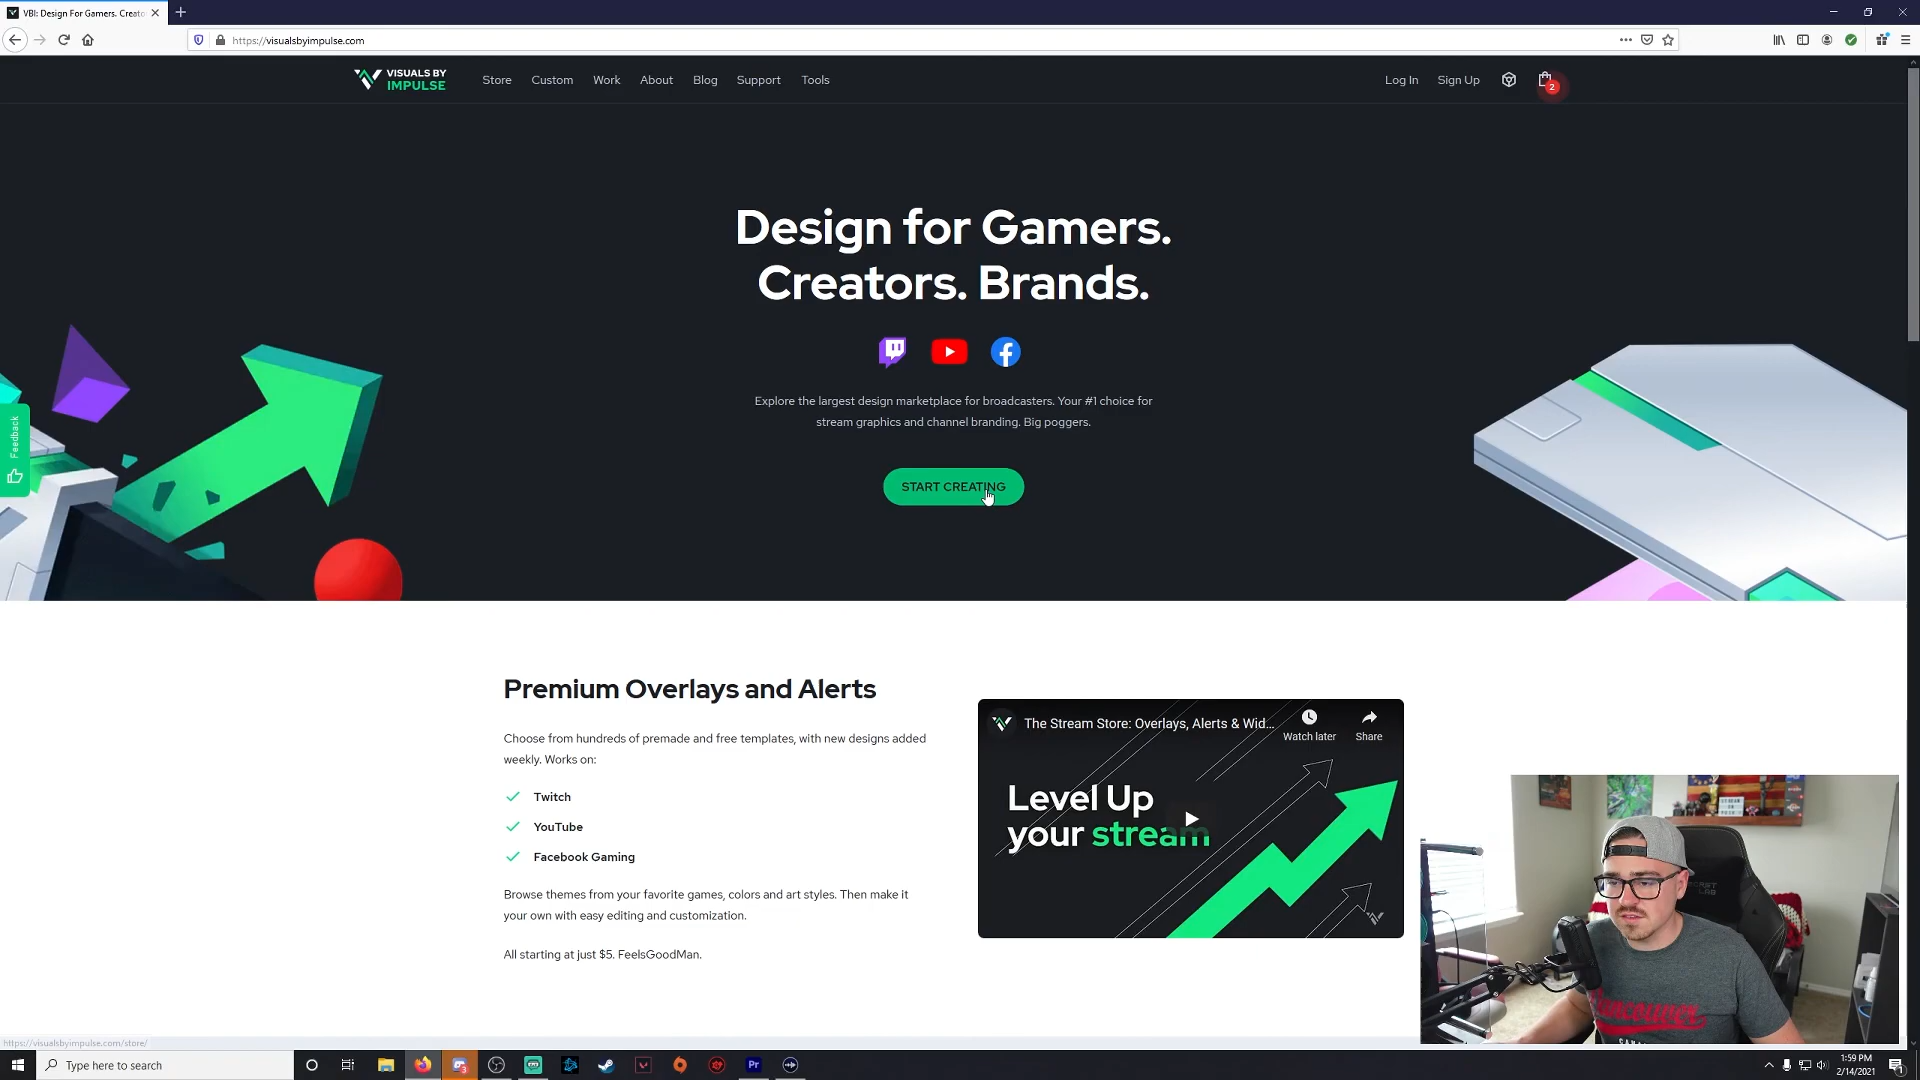 VBI: Design For Gamers. Creato
https://visualsbyimpulse.com
VISUALS BY
IMPULSE
Store Custom Work About Blog Support Tools
Log In Sign Up 2
Design for Gamers.
Creators. Brands.
Explore the largest design marketplace for broadcasters. Your #1 choice for
stream graphics and channel branding. Big poggers.
START CREATING
Feedback
Premium Overlays and Alerts
Choose from hundreds of premade and free templates, with new designs added
weekly. Works on:
Twitch
YouTube
Facebook Gaming
Browse themes from your favorite games, colors and art styles. Then make it
your own with easy editing and customization.
All starting at just $5. FeelsGoodMan.
The Stream Store: Overlays, Alerts & Wid...
Watch later
Share
Level Up
your stream
Vancouver
https://visualsbyimpulse.com/store/
Type here to search
3
Pr
1:59 PM
2/14/2021
1